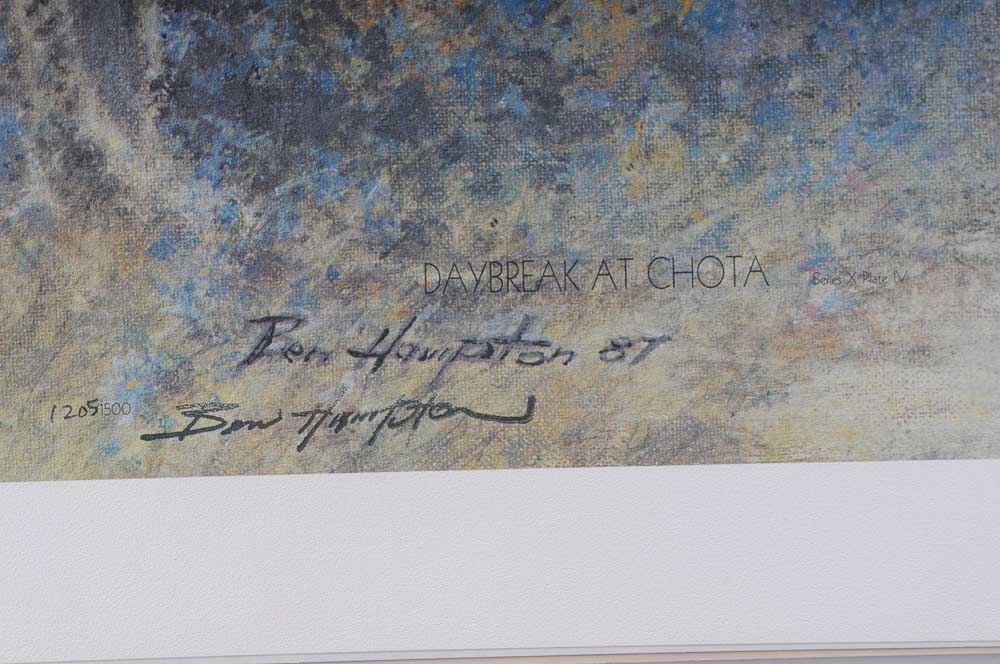 DAYBREAK AT CHOTA Series X Plate IV
Ben Hampton 87
1205 1500
Ben Hampton